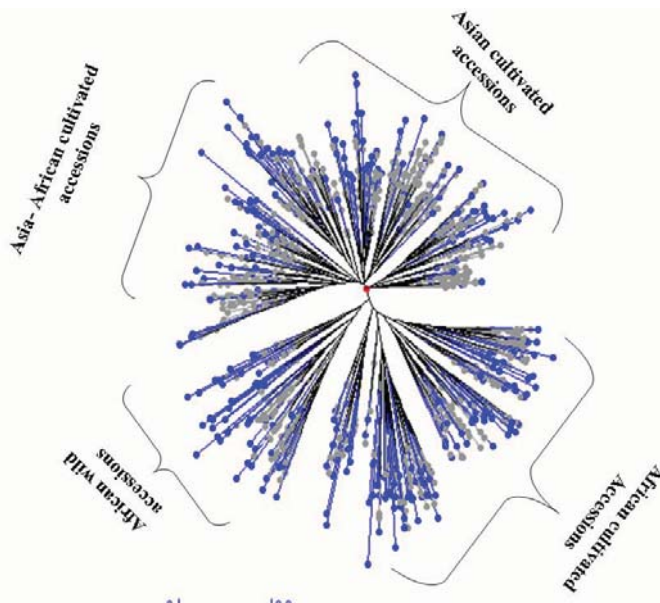 Asian cultivated
accessions
Asia- African cultivated
accessions
African wild
accessions
African cultivated
Accessions